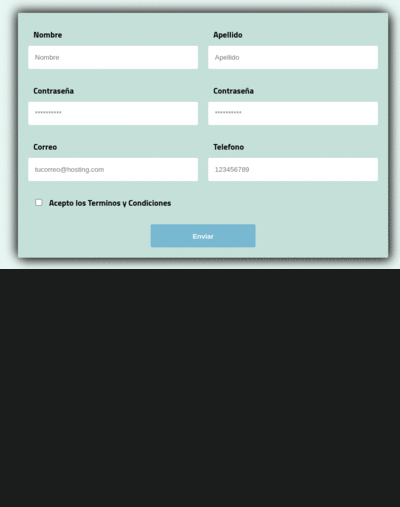 Nombre Apellido
Nombre Apellido
Contraseña Contraseña
********** **********
Correo Telefono
tucorreo@hosting.com 123456789
Acepto los Terminos y Condiciones
Enviar